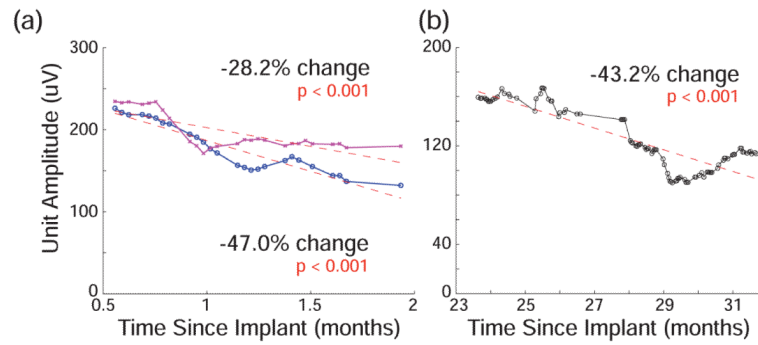 (a)
(b)
Unit Amplitude (uV)
300
200
100
0
-28.2% change
p < 0.001
-47.0% change
p < 0.001
0.5
1
1.5
2
Time Since Implant (months)
200
120
60
0
-43.2% change
p < 0.001
23
25
27
29
31
Time Since Implant (months)